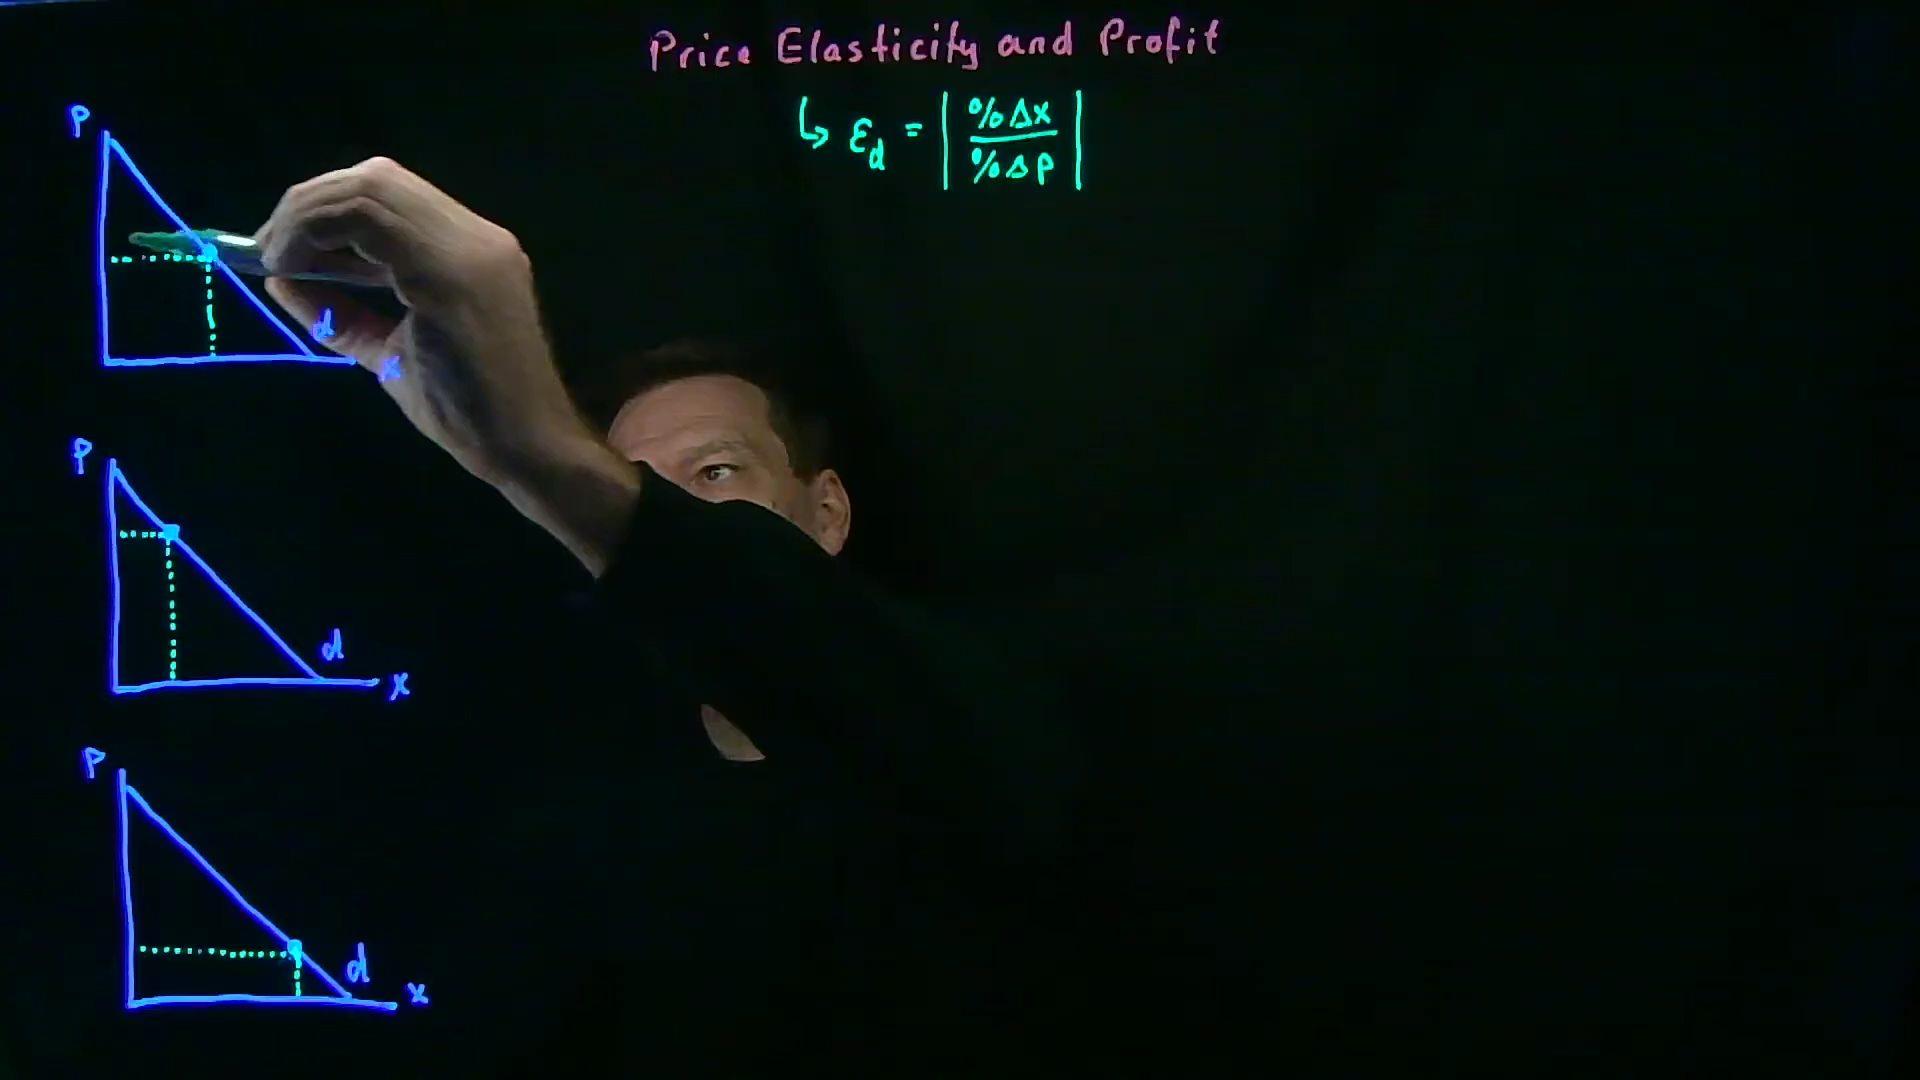 Price Elasticity and Profit
↳ εd = | %Δx / %Δp |
P
d
x
P
d
x
P
d
x